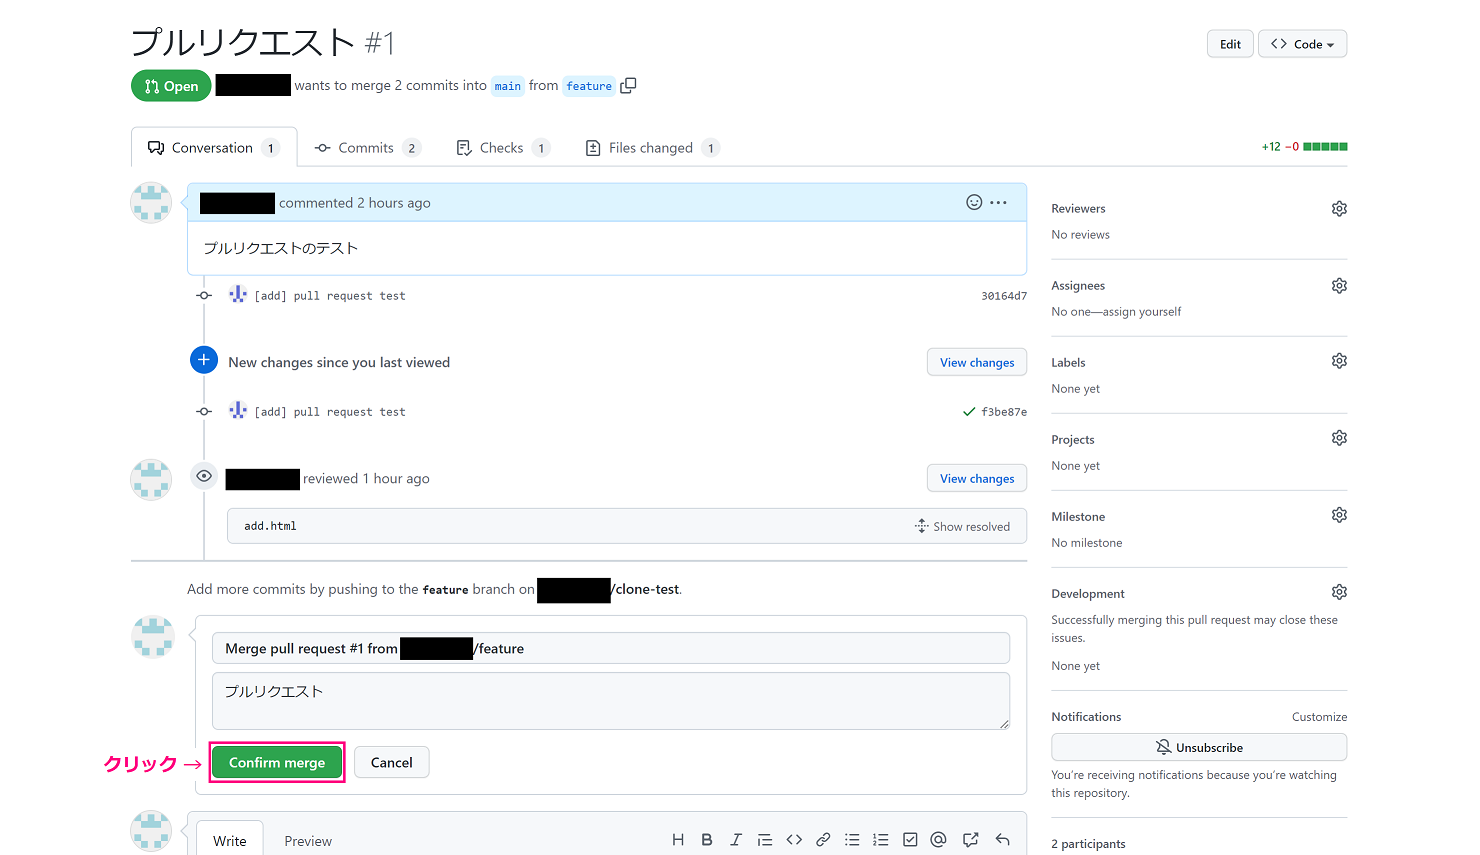 プルリクエスト #1
Edit
Code
Open
wants to merge 2 commits into main from feature
Conversation 1
Commits 2
Checks 1
Files changed 1
+12 −0
commented 2 hours ago
プルリクエストのテスト
[add] pull request test
30164d7
New changes since you last viewed
View changes
[add] pull request test
f3be87e
reviewed 1 hour ago
View changes
add.html
Show resolved
Add more commits by pushing to the feature branch on /clone-test.
Merge pull request #1 from /feature
プルリクエスト
クリック →
Confirm merge
Cancel
Write
Preview
Reviewers
No reviews
Assignees
No one—assign yourself
Labels
None yet
Projects
None yet
Milestone
No milestone
Development
Successfully merging this pull request may close these
issues.
None yet
Notifications
Customize
Unsubscribe
You're receiving notifications because you're watching
this repository.
2 participants